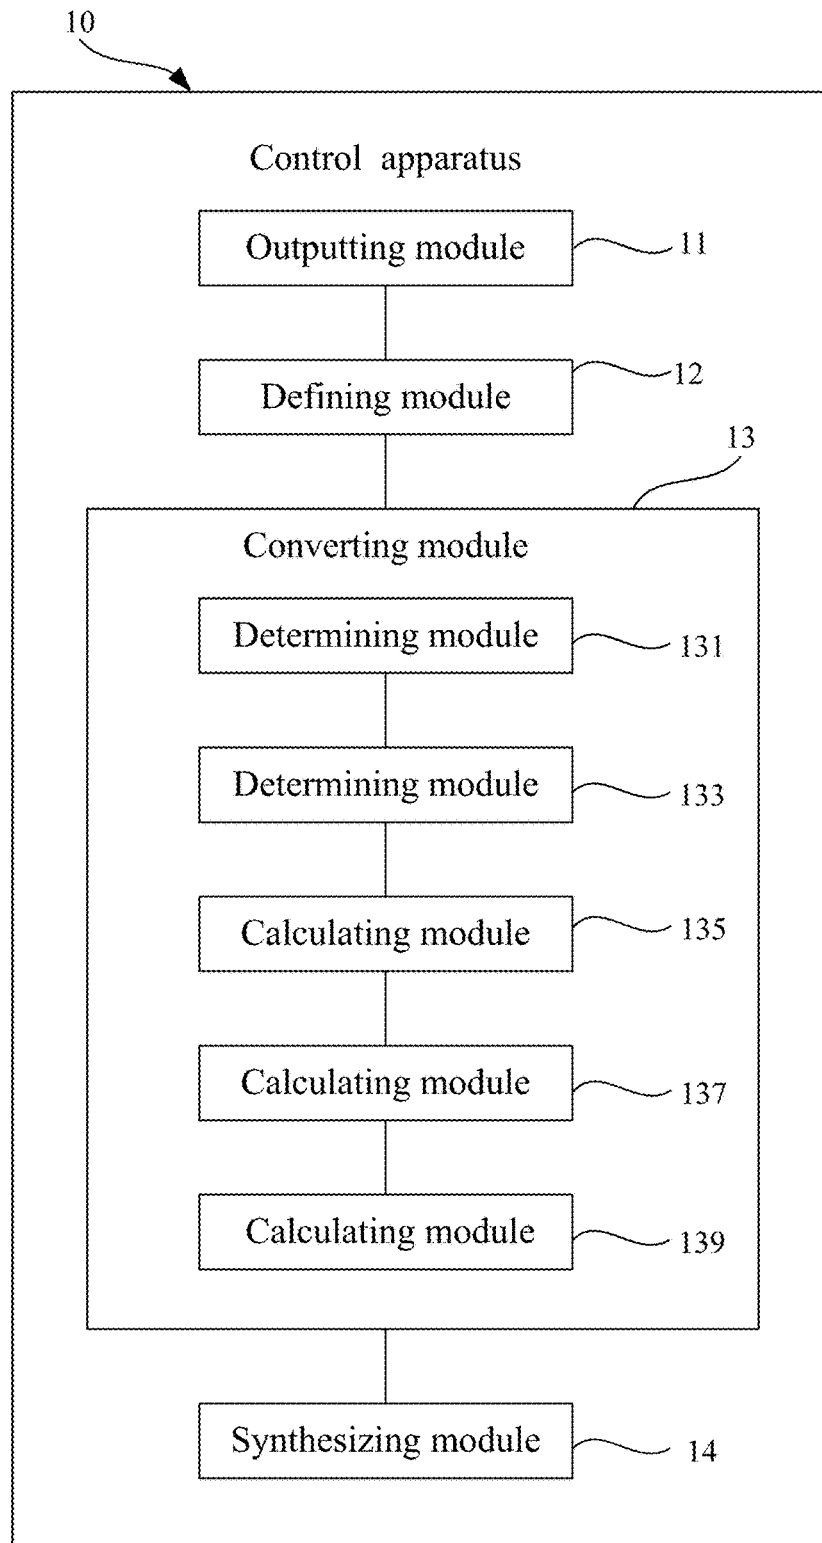 10
Control apparatus
Outputting module
11
Defining module
12
13
Converting module
Determining module
131
Determining module
133
Calculating module
135
Calculating module
137
Calculating module
139
Synthesizing module
14